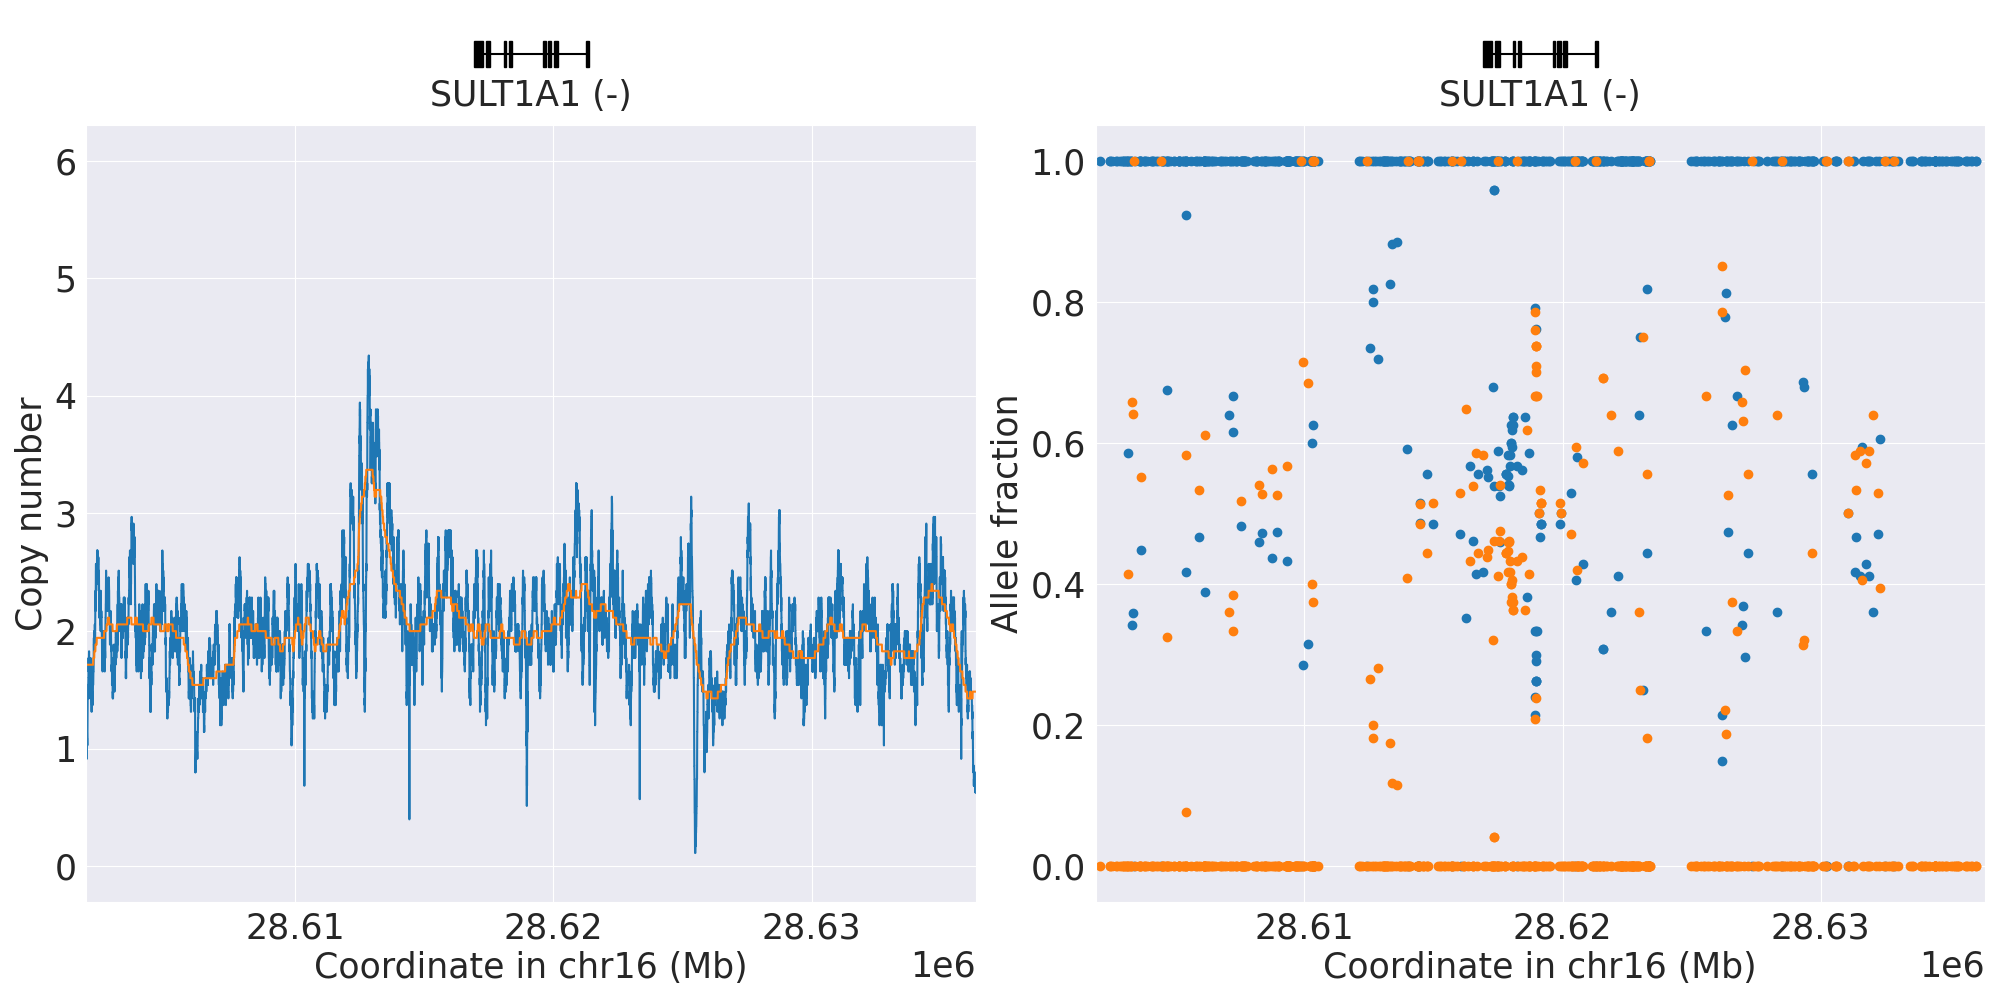 SULT1A1 (-)
Copy number
6
5
4
3
2
1
0
28.61
28.62
28.63
Coordinate in chr16 (Mb)
1e6
SULT1A1 (-)
Allele fraction
1.0
0.8
0.6
0.4
0.2
0.0
28.61
28.62
28.63
Coordinate in chr16 (Mb)
1e6